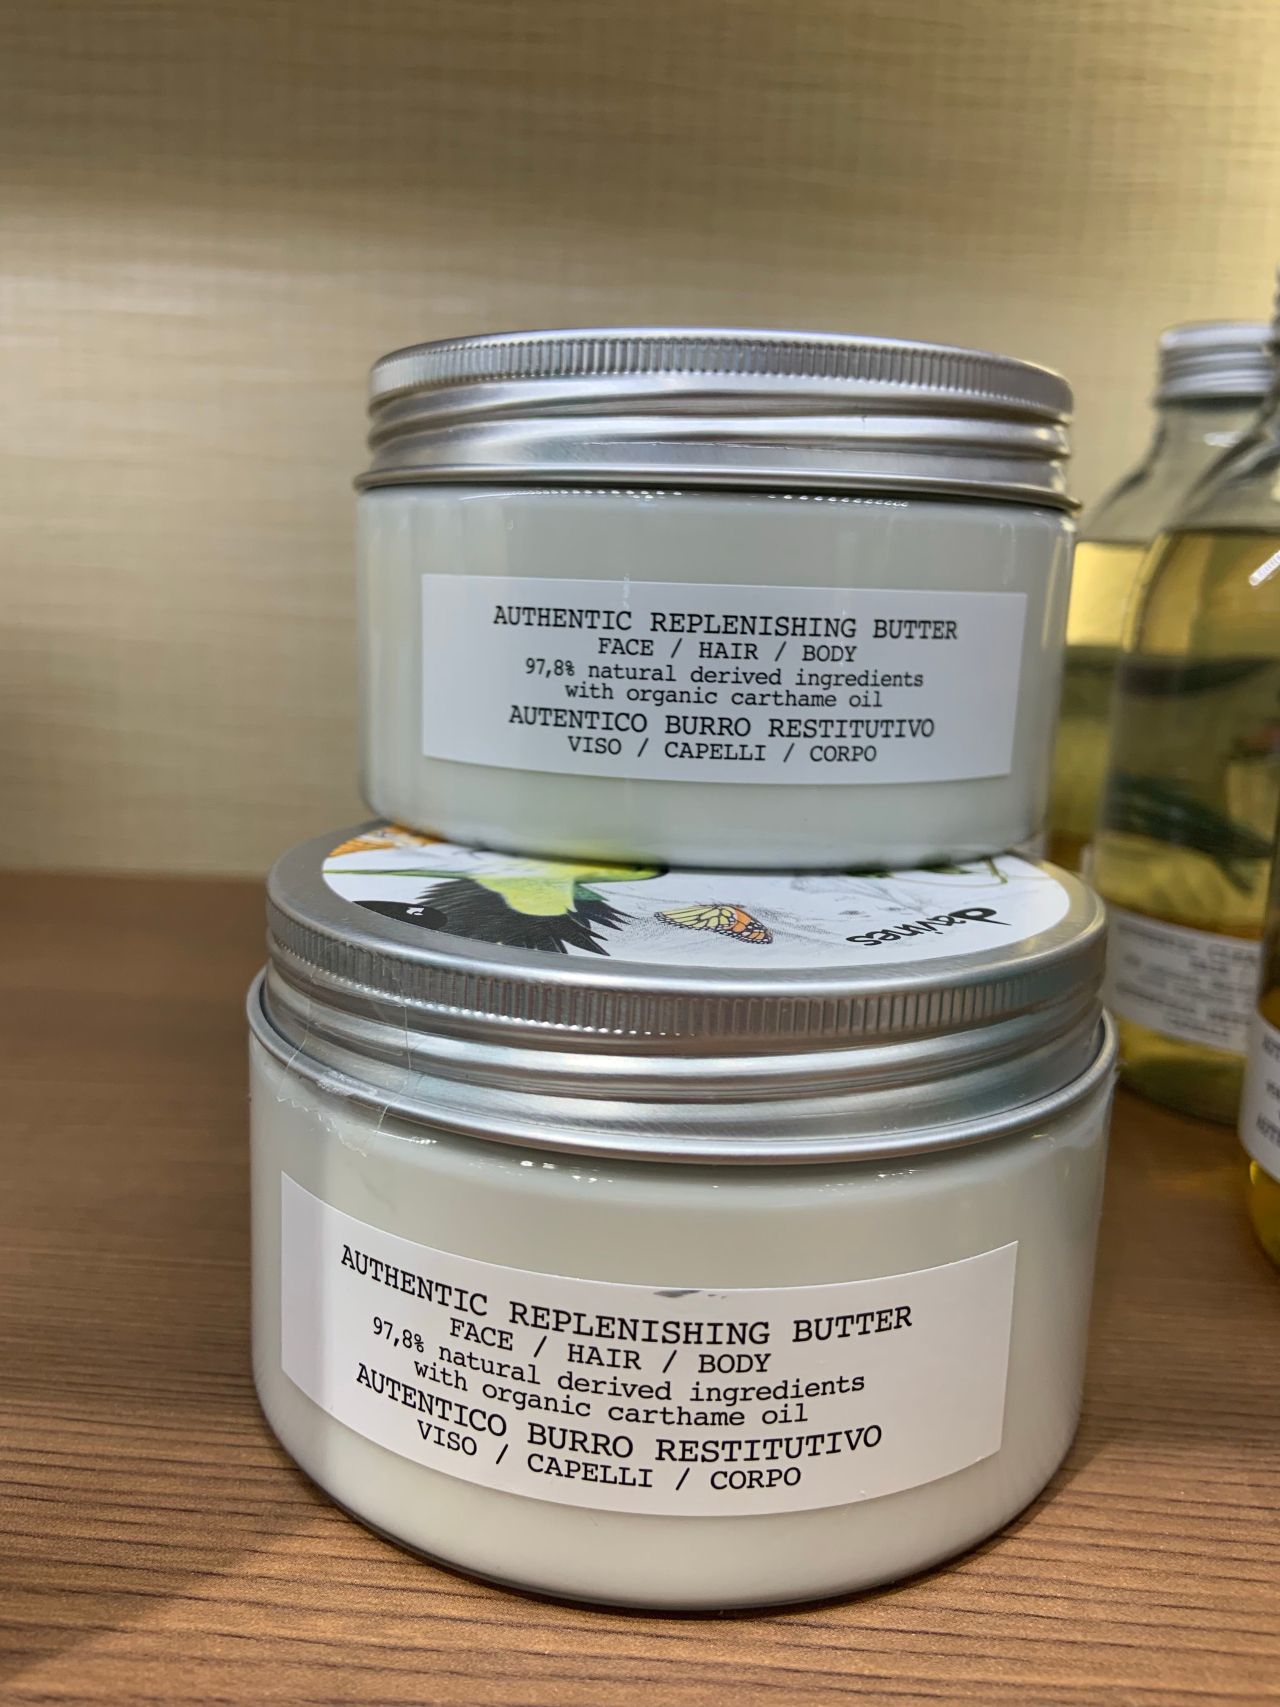 AUTHENTIC REPLENISHING BUTTER
FACE / HAIR / BODY
97,8% natural derived ingredients
with organic carthame oil
AUTENTICO BURRO RESTITUTIVO
VISO / CAPELLI / CORPO
davines
AUTHENTIC REPLENISHING BUTTER
FACE / HAIR / BODY
97,8% natural derived ingredients
with organic carthame oil
AUTENTICO BURRO RESTITUTIVO
VISO / CAPELLI / CORPO